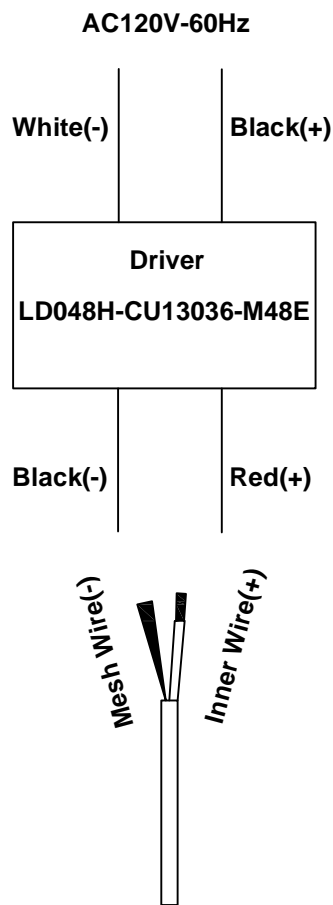 AC120V-60Hz
White(-)
Black(+)
Driver
LD048H-CU13036-M48E
Black(-)
Red(+)
Mesh Wire(-)
Inner Wire(+)